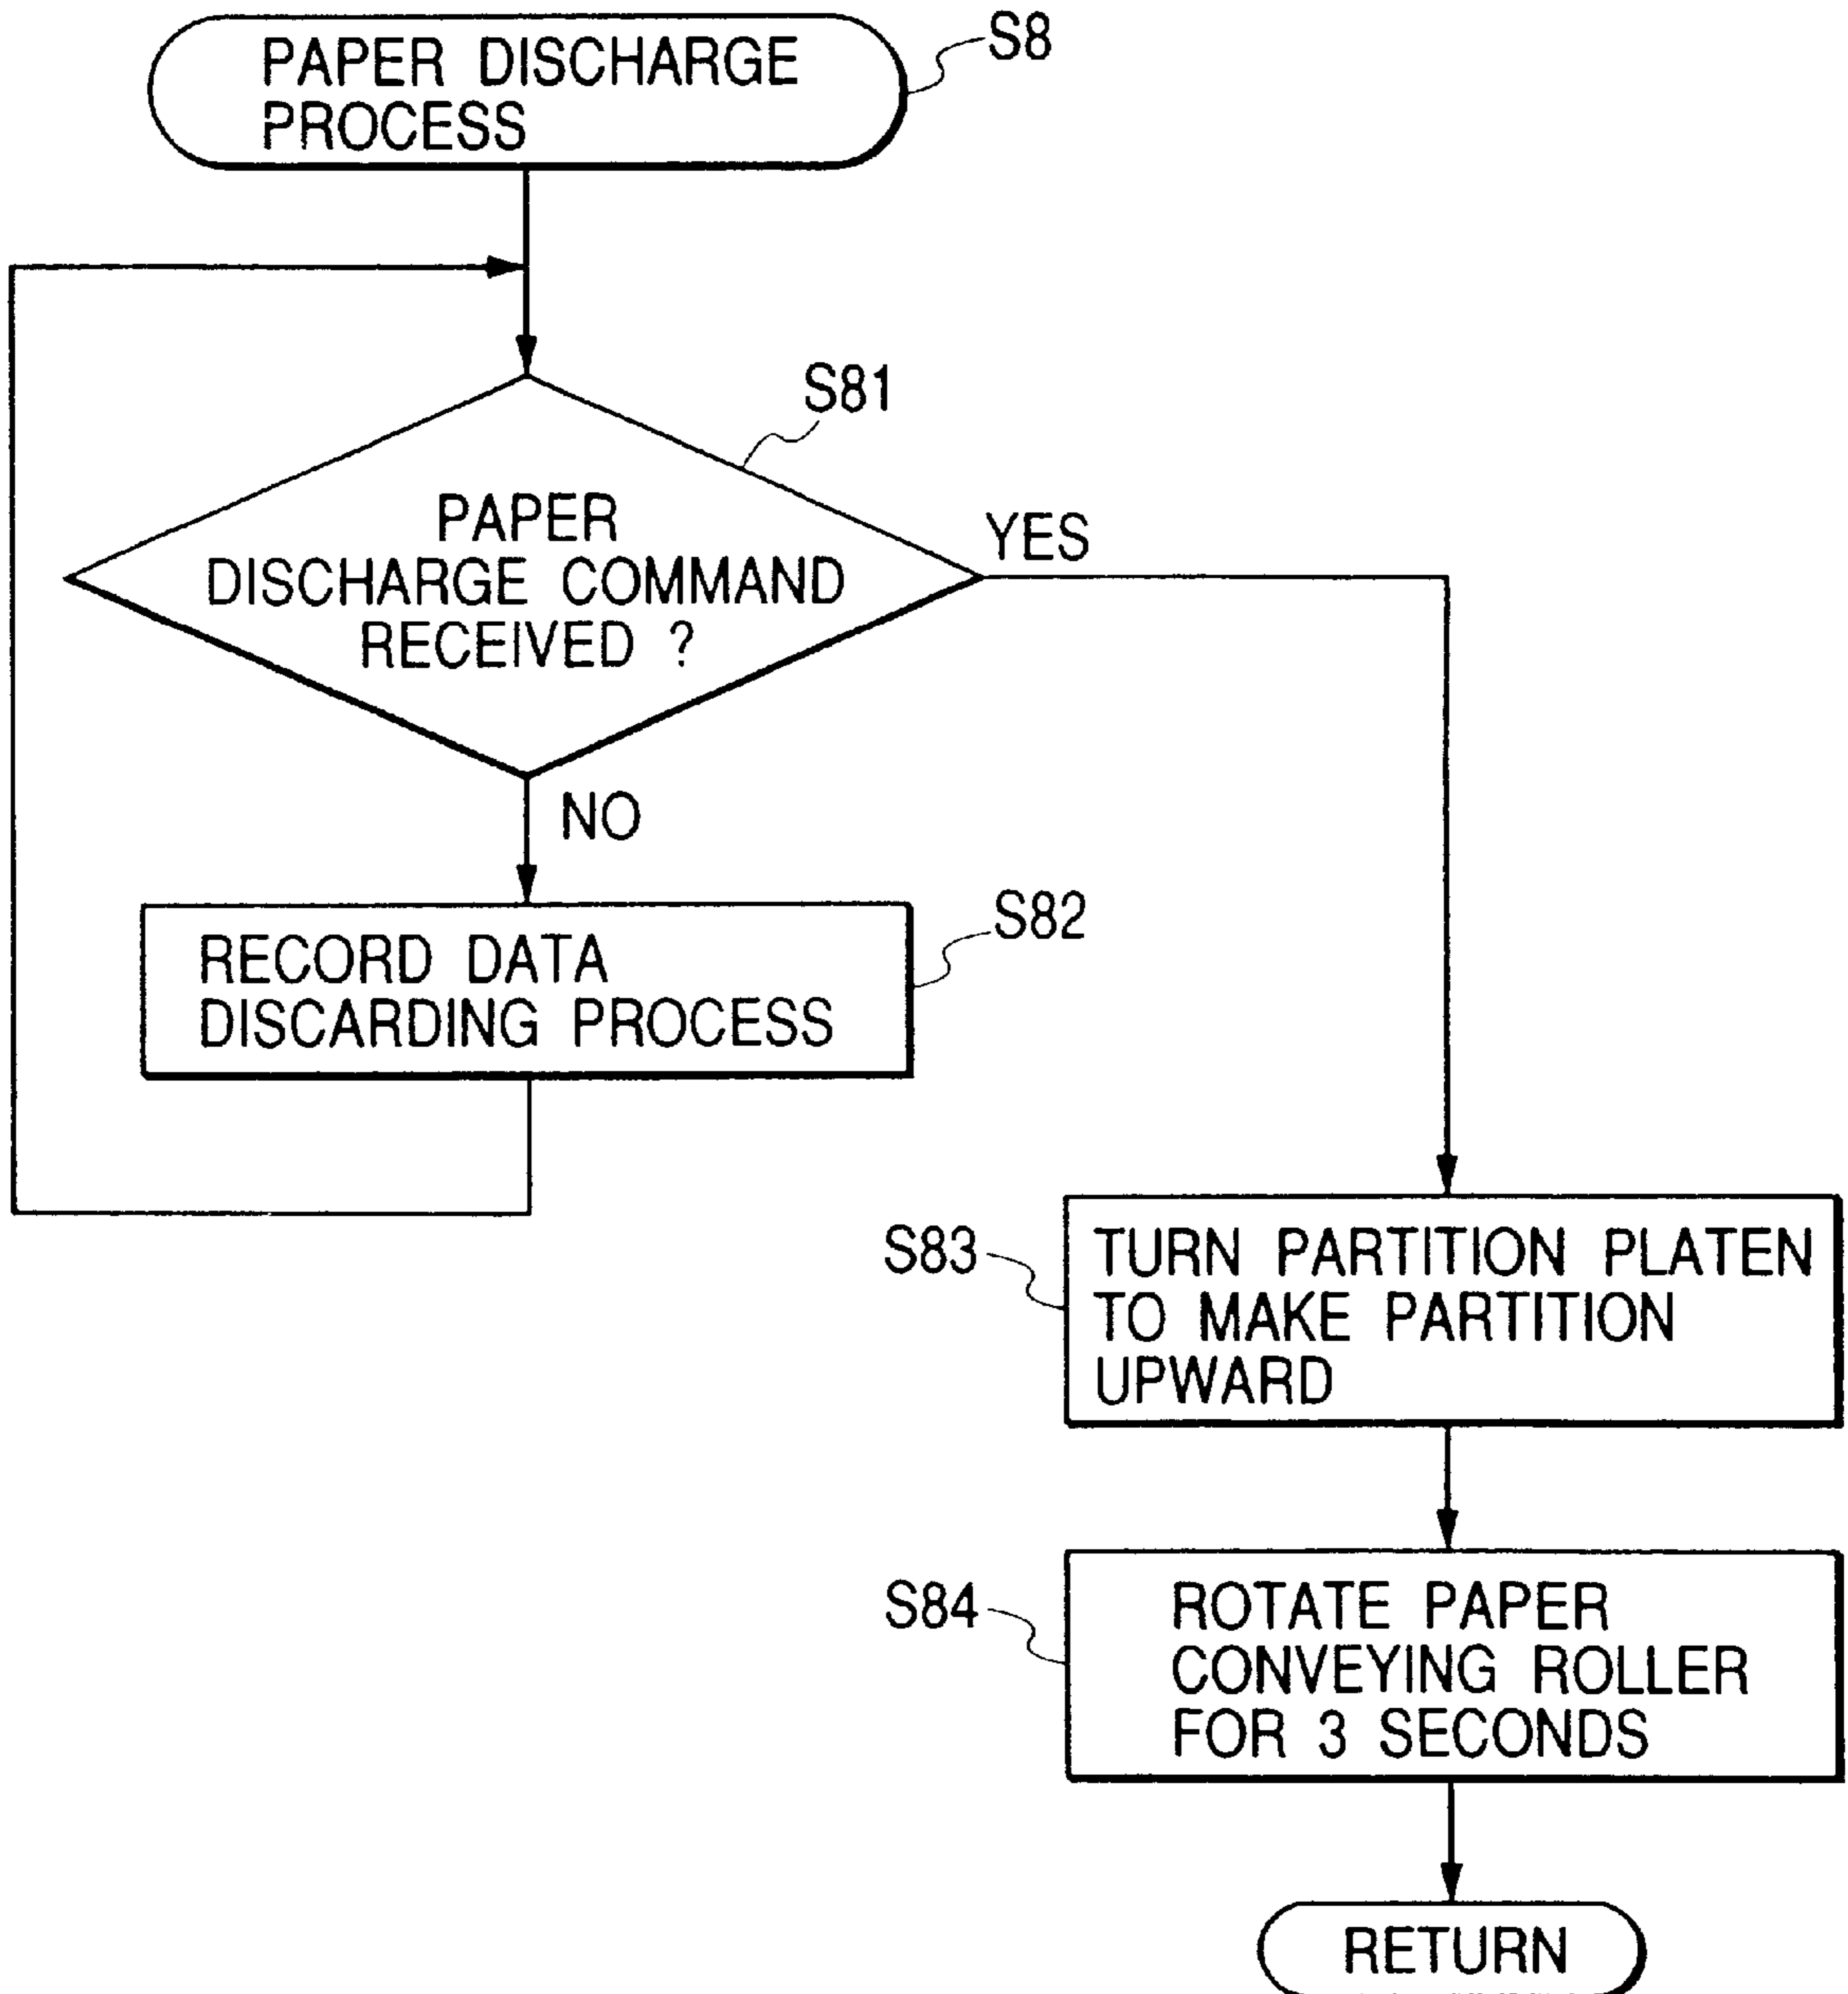 PAPER DISCHARGE
PROCESS
S8
S81
PAPER
DISCHARGE COMMAND
RECEIVED ?
YES
NO
S82
RECORD DATA
DISCARDING PROCESS
S83
TURN PARTITION PLATEN
TO MAKE PARTITION
UPWARD
S84
ROTATE PAPER
CONVEYING ROLLER
FOR 3 SECONDS
RETURN